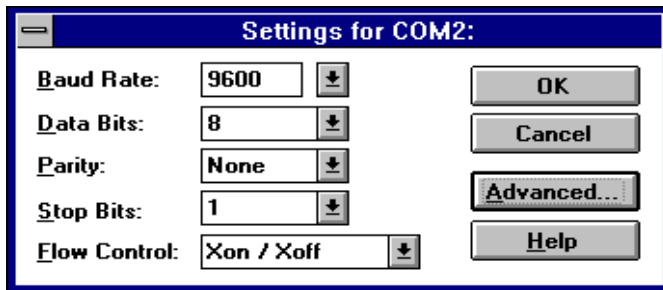 Settings for COM2:
Baud Rate: 9600
OK
Data Bits: 8
Cancel
Parity: None
Advanced...
Stop Bits: 1
Help
Flow Control: Xon / Xoff